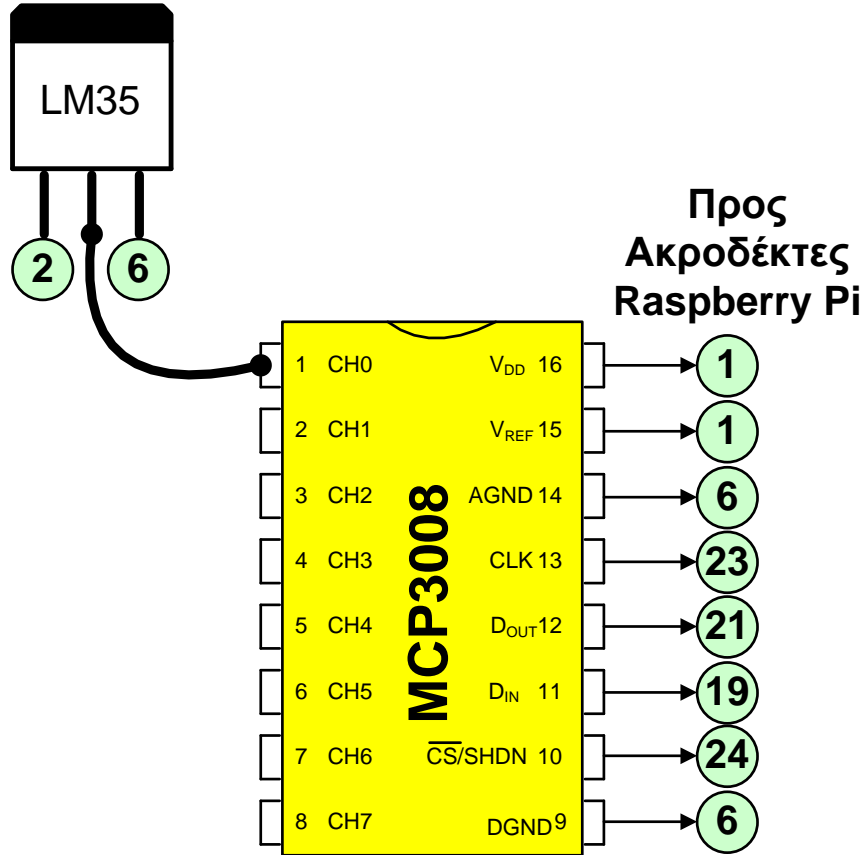 LM35
2 6
Προς
Ακροδέκτες
Raspberry Pi
1 CH0 VDD 16 1
2 CH1 VREF 15 1
3 CH2 AGND 14 6
4 CH3 CLK 13 23
5 CH4 DOUT 12 21
6 CH5 DIN 11 19
7 CH6 C̅S̅/SHDN 10 24
8 CH7 DGND 9 6
MCP3008